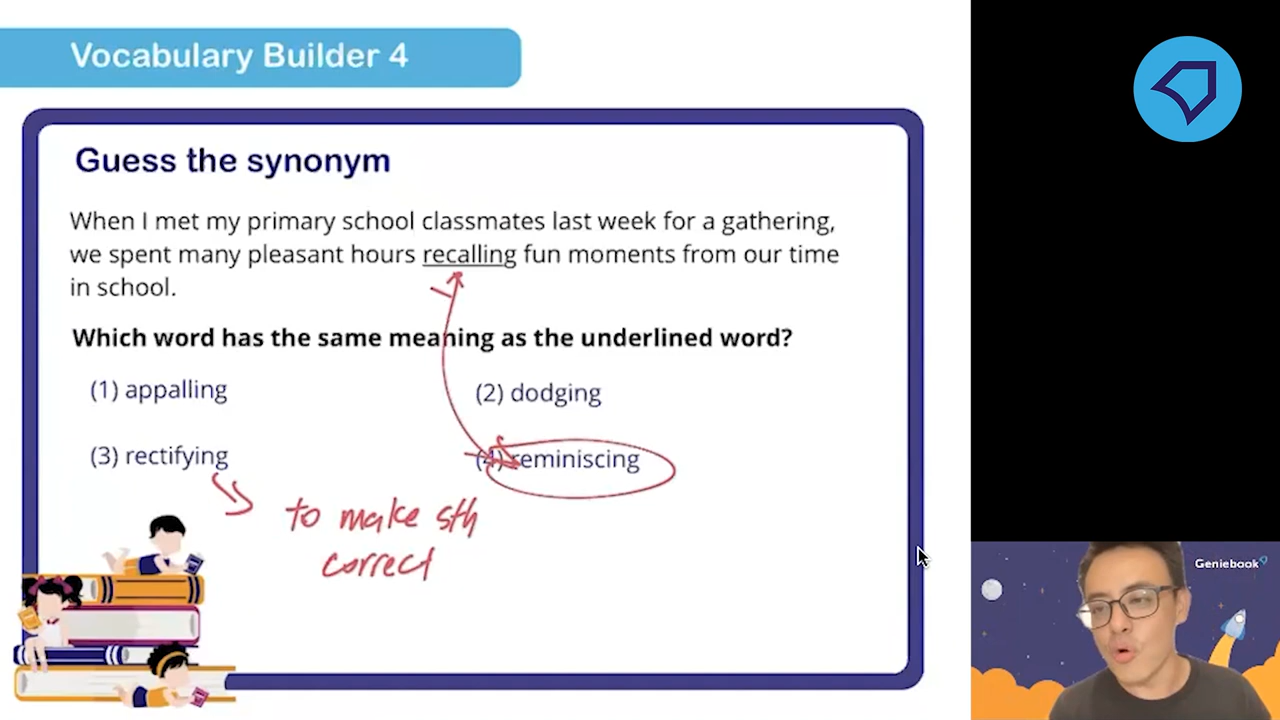 Vocabulary Builder 4
Guess the synonym
When I met my primary school classmates last week for a gathering,
we spent many pleasant hours recalling fun moments from our time
in school.
Which word has the same meaning as the underlined word?
(1) appalling
(2) dodging
(3) rectifying
(4) reminiscing
to make sth
correct
Geniebook